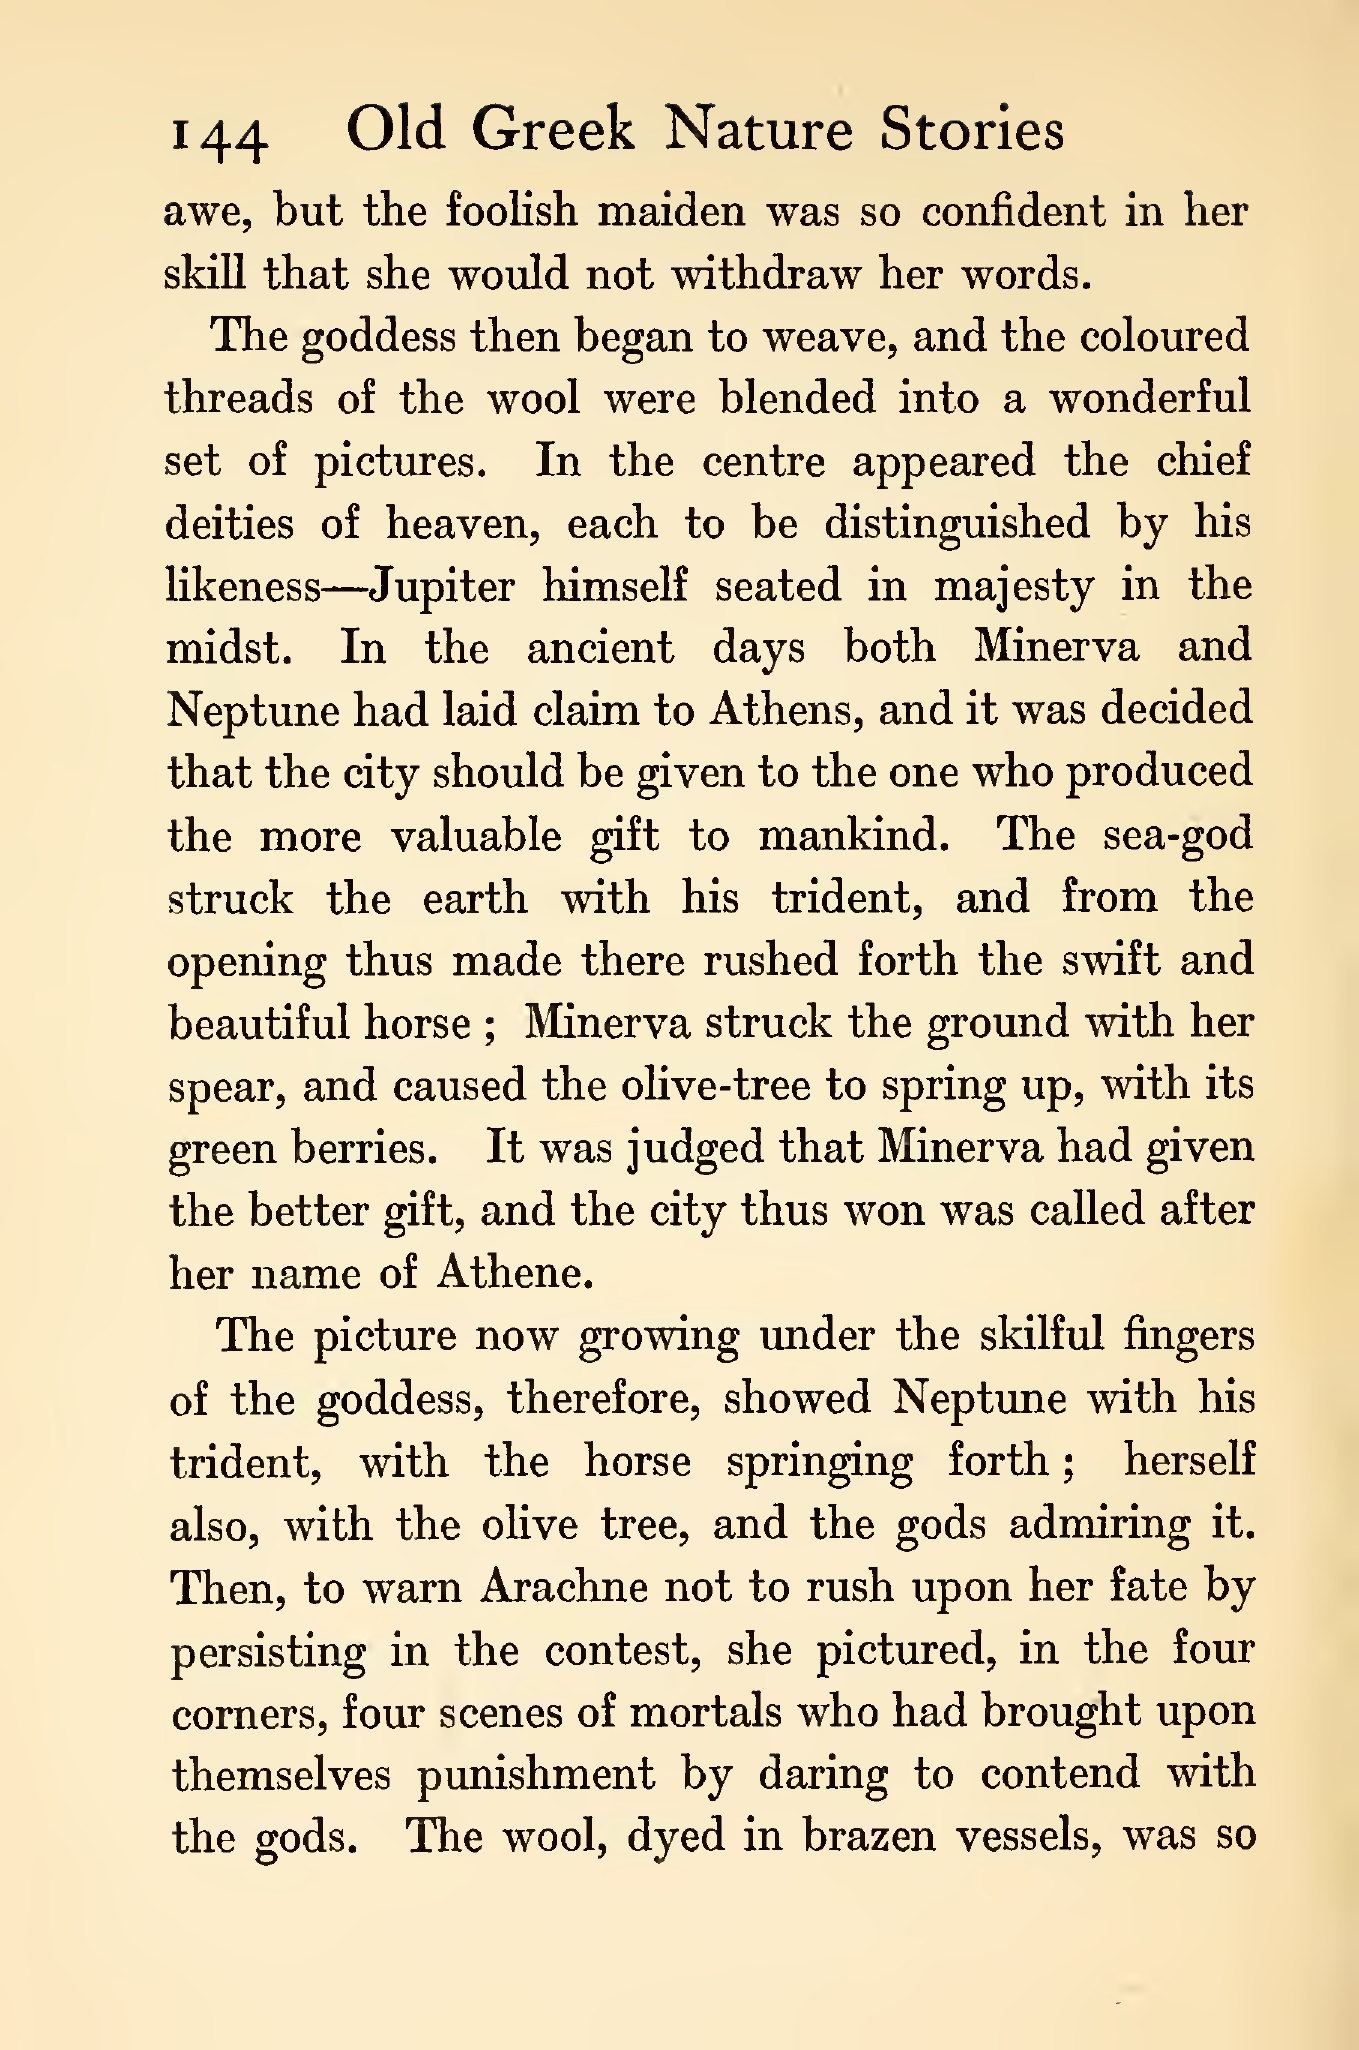 144 Old Greek Nature Stories
awe, but the foolish maiden was so confident in her
skill that she would not withdraw her words.
The goddess then began to weave, and the coloured
threads of the wool were blended into a wonderful
set of pictures. In the centre appeared the chief
deities of heaven, each to be distinguished by his
likeness—Jupiter himself seated in majesty in the
midst. In the ancient days both Minerva and
Neptune had laid claim to Athens, and it was decided
that the city should be given to the one who produced
the more valuable gift to mankind. The sea-god
struck the earth with his trident, and from the
opening thus made there rushed forth the swift and
beautiful horse ; Minerva struck the ground with her
spear, and caused the olive-tree to spring up, with its
green berries. It was judged that Minerva had given
the better gift, and the city thus won was called after
her name of Athene.
The picture now growing under the skilful fingers
of the goddess, therefore, showed Neptune with his
trident, with the horse springing forth ; herself
also, with the olive tree, and the gods admiring it.
Then, to warn Arachne not to rush upon her fate by
persisting in the contest, she pictured, in the four
corners, four scenes of mortals who had brought upon
themselves punishment by daring to contend with
the gods. The wool, dyed in brazen vessels, was so